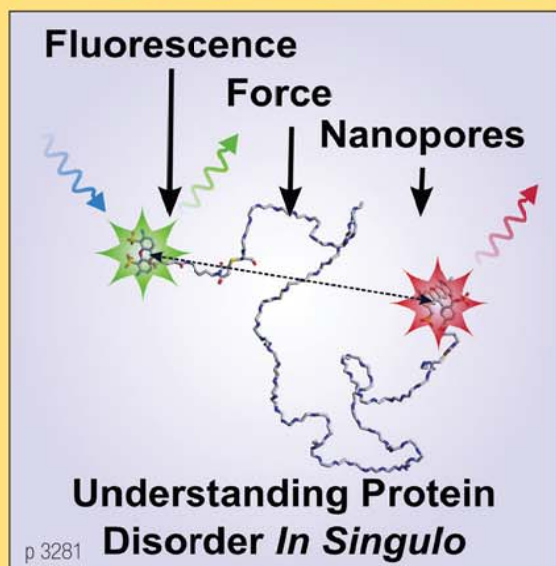 Fluorescence
Force
Nanopores
Understanding Protein
Disorder In Singulo
p 3281